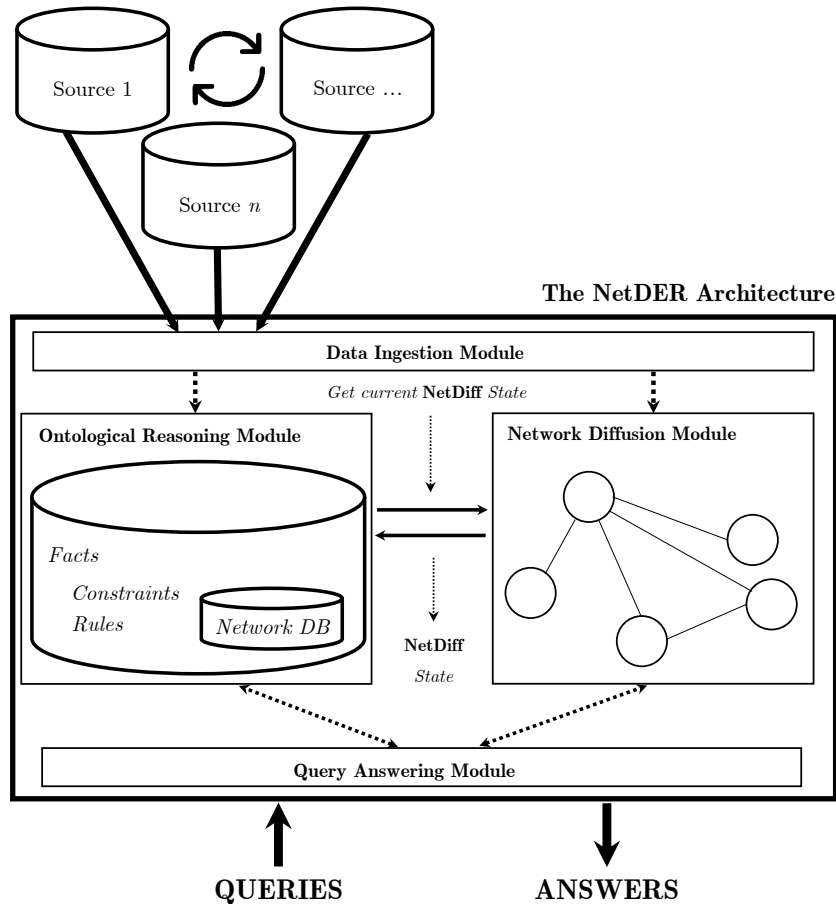 Source 1
Source ...
Source n
The NetDER Architecture
Data Ingestion Module
Get current NetDiff State
Ontological Reasoning Module
Network Diffusion Module
Facts
Constraints
Rules
Network DB
NetDiff
State
Query Answering Module
QUERIES
ANSWERS